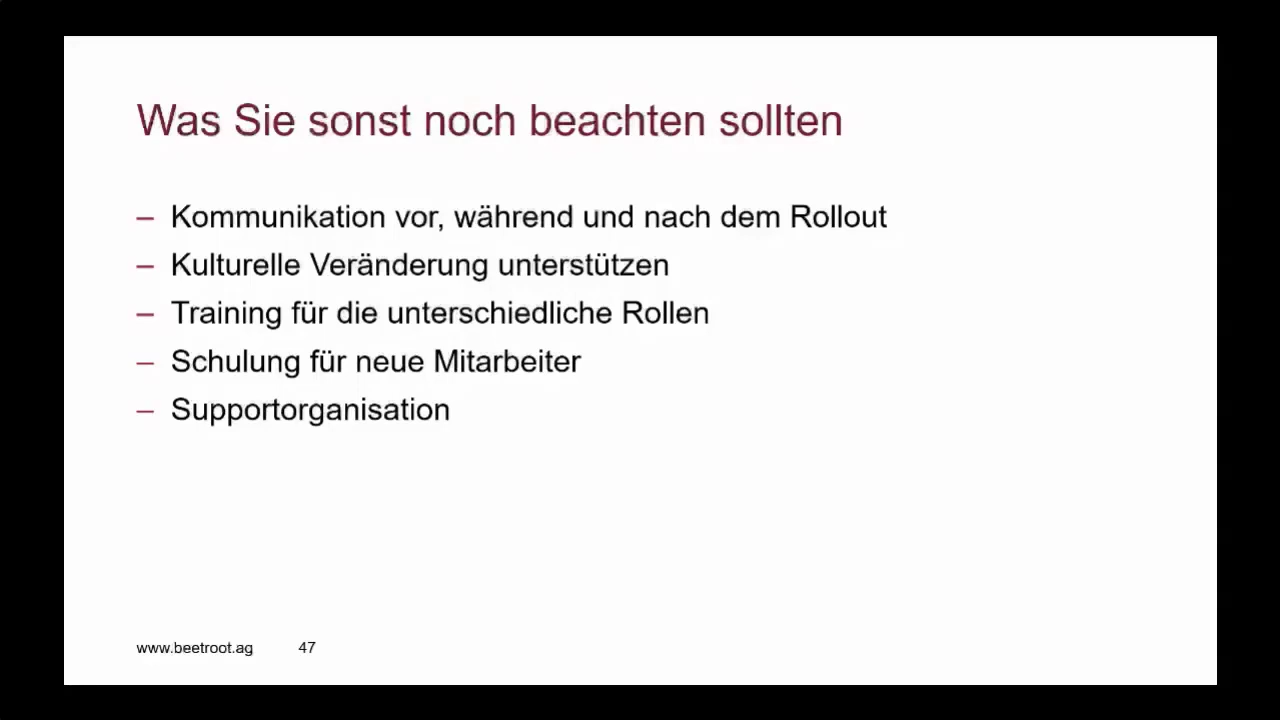 Was Sie sonst noch beachten sollten
– Kommunikation vor, während und nach dem Rollout
– Kulturelle Veränderung unterstützen
– Training für die unterschiedliche Rollen
– Schulung für neue Mitarbeiter
– Supportorganisation
www.beetroot.ag 47